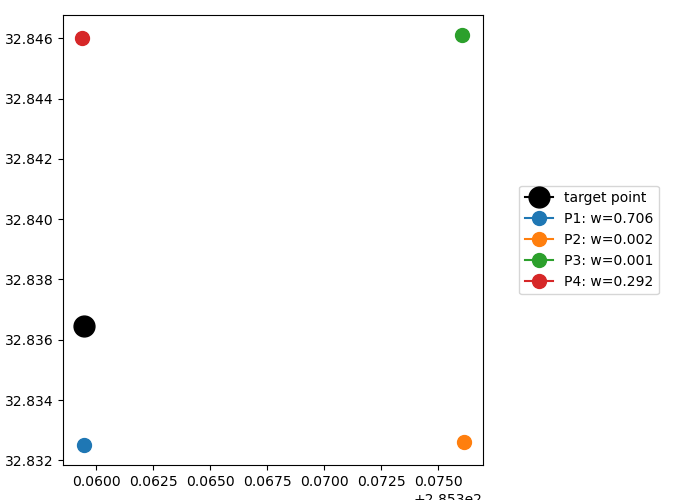 32.846
32.844
32.842
32.840
32.838
32.836
32.834
32.832
0.0600 0.0625 0.0650 0.0675 0.0700 0.0725 0.0750
+2.853e2
target point
P1: w=0.706
P2: w=0.002
P3: w=0.001
P4: w=0.292